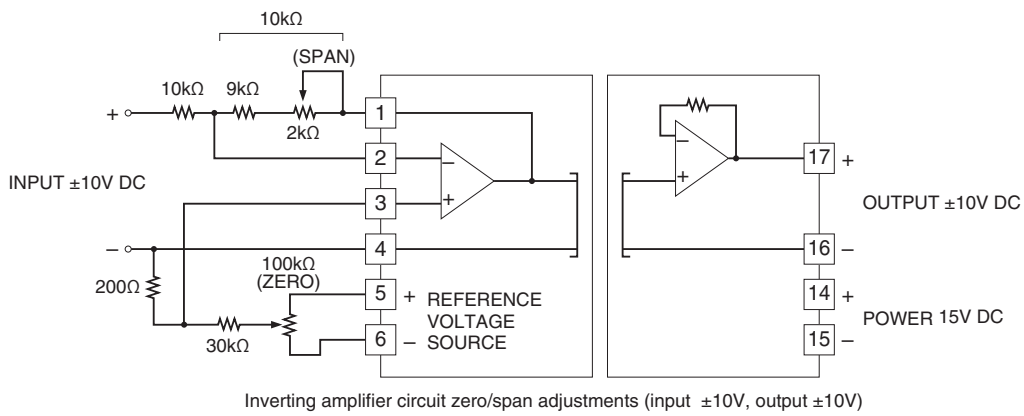 10kΩ
(SPAN)
10kΩ 9kΩ
2kΩ
+ 1
2 −
INPUT ±10V DC
3 +
− 4
200Ω
100kΩ
(ZERO)
30kΩ
5 + REFERENCE
VOLTAGE
6 − SOURCE
−
+
17 +
OUTPUT ±10V DC
16 −
14 +
POWER 15V DC
15 −
Inverting amplifier circuit zero/span adjustments (input ±10V, output ±10V)